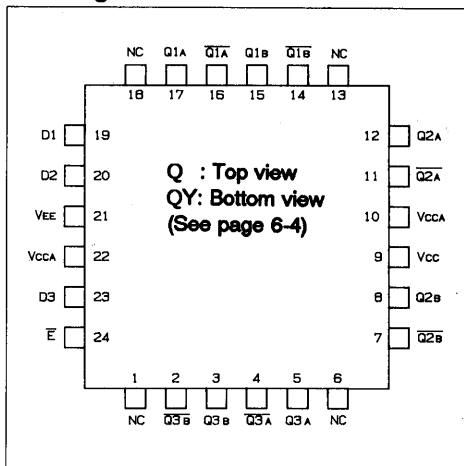 NC Q1A Q1A Q1B Q1B NC
18 17 16 15 14 13
D1 19
12 Q2A
D2 20
Q : Top view
11 Q2A
VEE 21
QY: Bottom view
10 VCCA
(See page 6-4)
VCCA 22
9 VCC
D3 23
8 Q2B
E 24
7 Q2B
1 2 3 4 5 6
NC Q3B Q3B Q3A Q3A NC